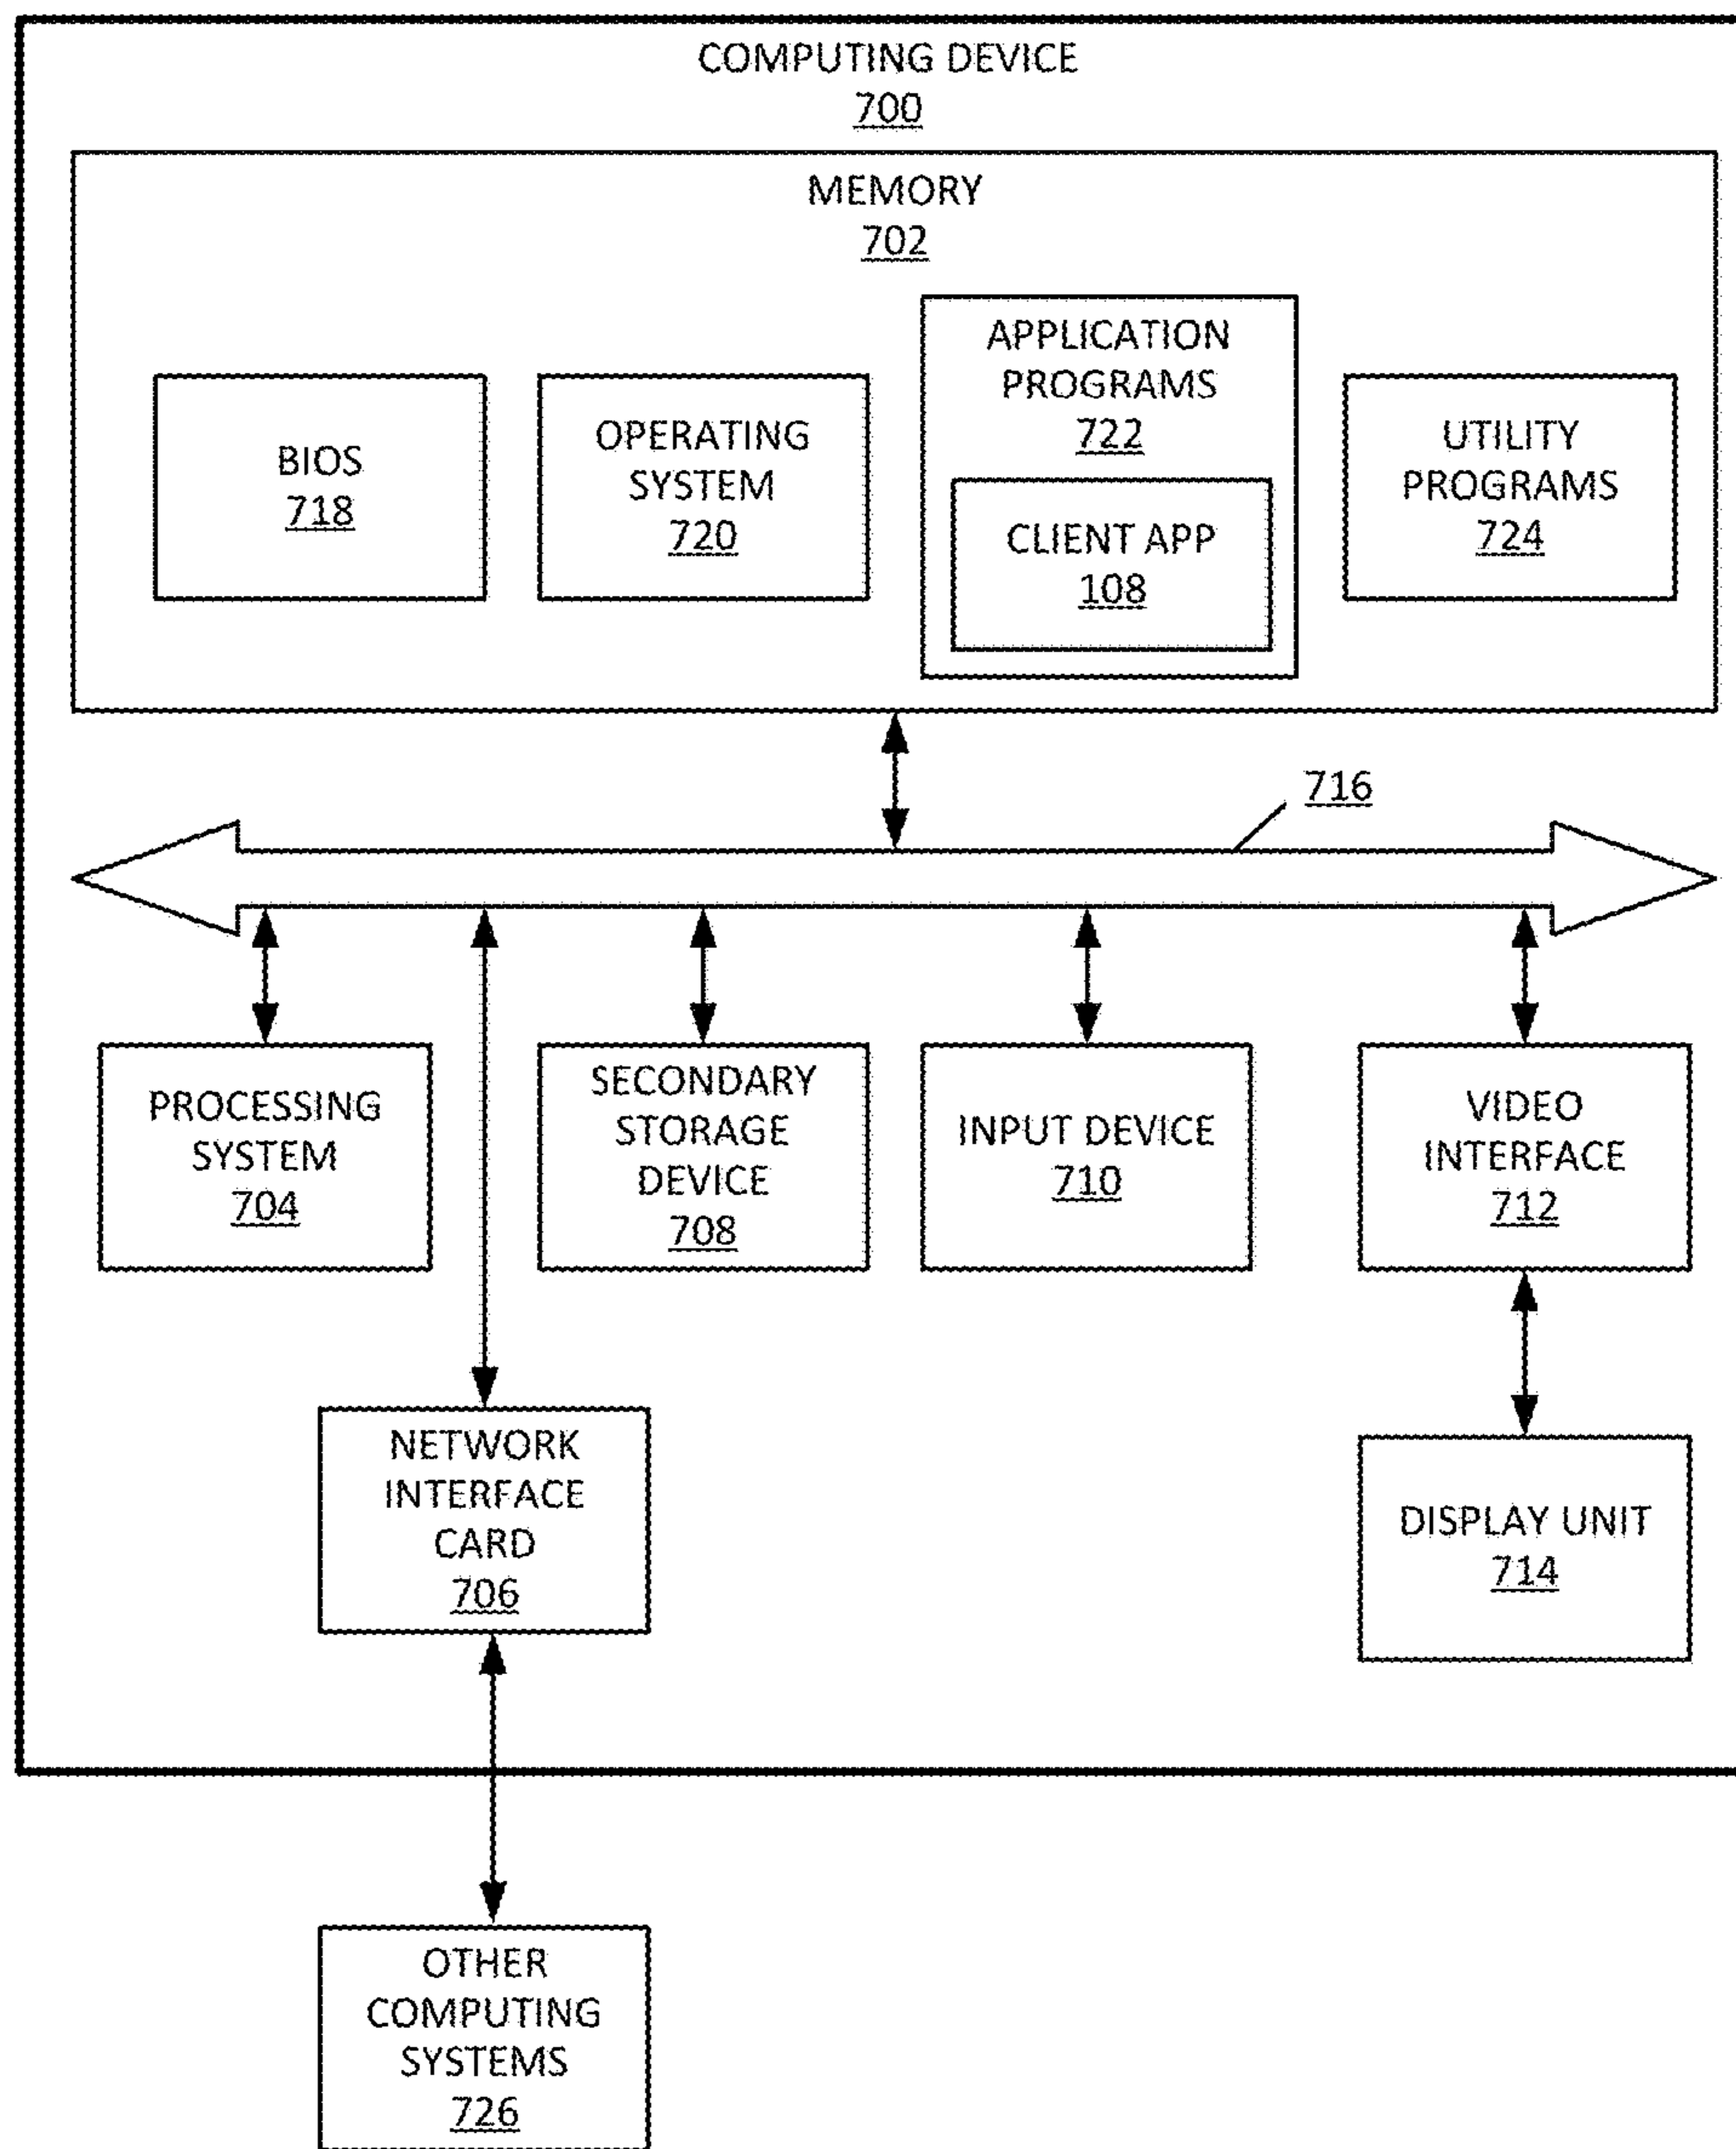 COMPUTING DEVICE
700
MEMORY
702
BIOS
718
OPERATING
SYSTEM
720
APPLICATION
PROGRAMS
722
CLIENT APP
108
UTILITY
PROGRAMS
724
716
PROCESSING
SYSTEM
704
SECONDARY
STORAGE
DEVICE
708
INPUT DEVICE
710
VIDEO
INTERFACE
712
NETWORK
INTERFACE
CARD
706
DISPLAY UNIT
714
OTHER
COMPUTING
SYSTEMS
726